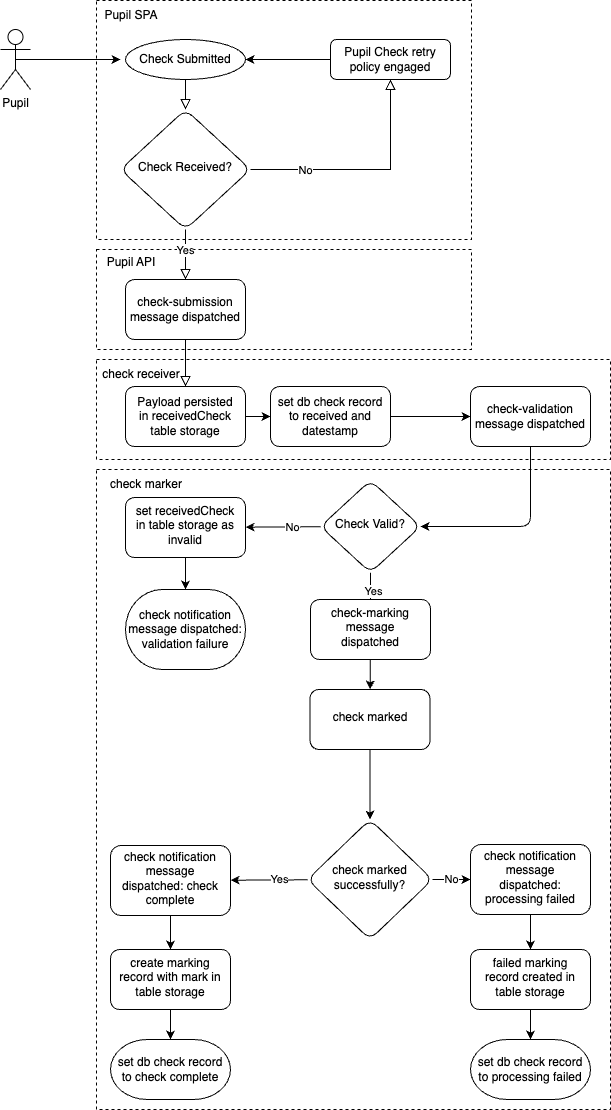 Pupil SPA
Pupil
Check Submitted
Pupil Check retry
policy engaged
Check Received?
No
Yes
Pupil API
check-submission
message dispatched
check receiver
Payload persisted
in receivedCheck
table storage
set db check record
to received and
datestamp
check-validation
message dispatched
check marker
set receivedCheck
in table storage as
invalid
No
Check Valid?
Yes
check notification
message dispatched:
validation failure
check-marking
message
dispatched
check marked
check marked
successfully?
Yes
No
check notification
message
dispatched: check
complete
check notification
message
dispatched:
processing failed
create marking
record with mark in
table storage
failed marking
record created in
table storage
set db check record
to check complete
set db check record
to processing failed